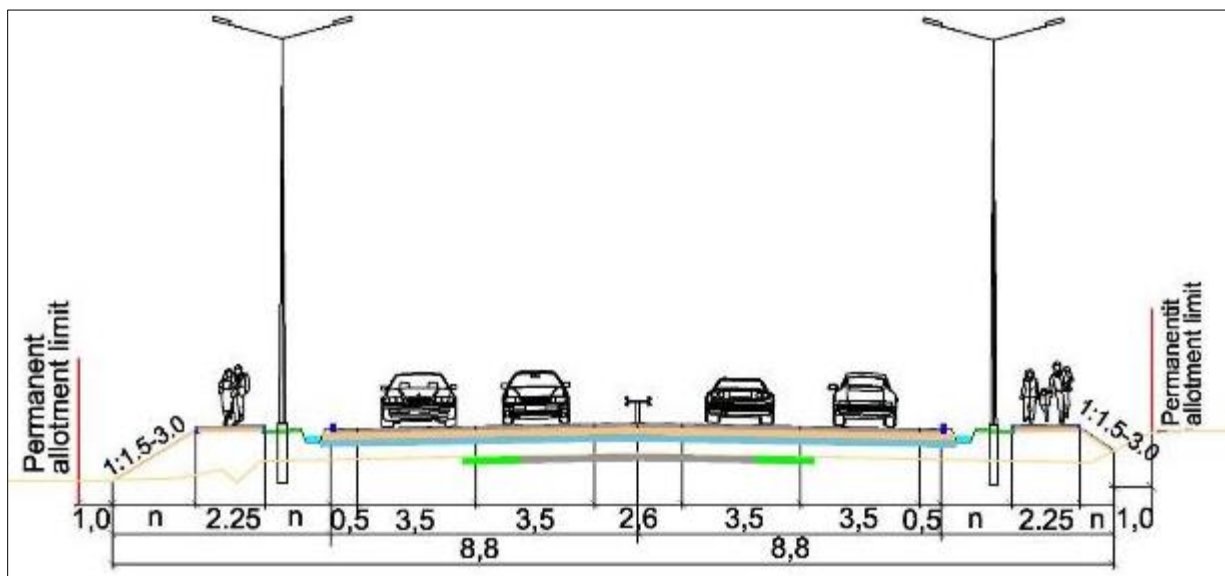 Permanent
allotment limit
Permanentit
allotment limit
1:1.5-3.0
1:1.5-3.0
1,0 n 2.25 n 0,5 3,5 3,5 2,6 3,5 3,5 0,5 n 2.25 n 1,0
8,8 8,8